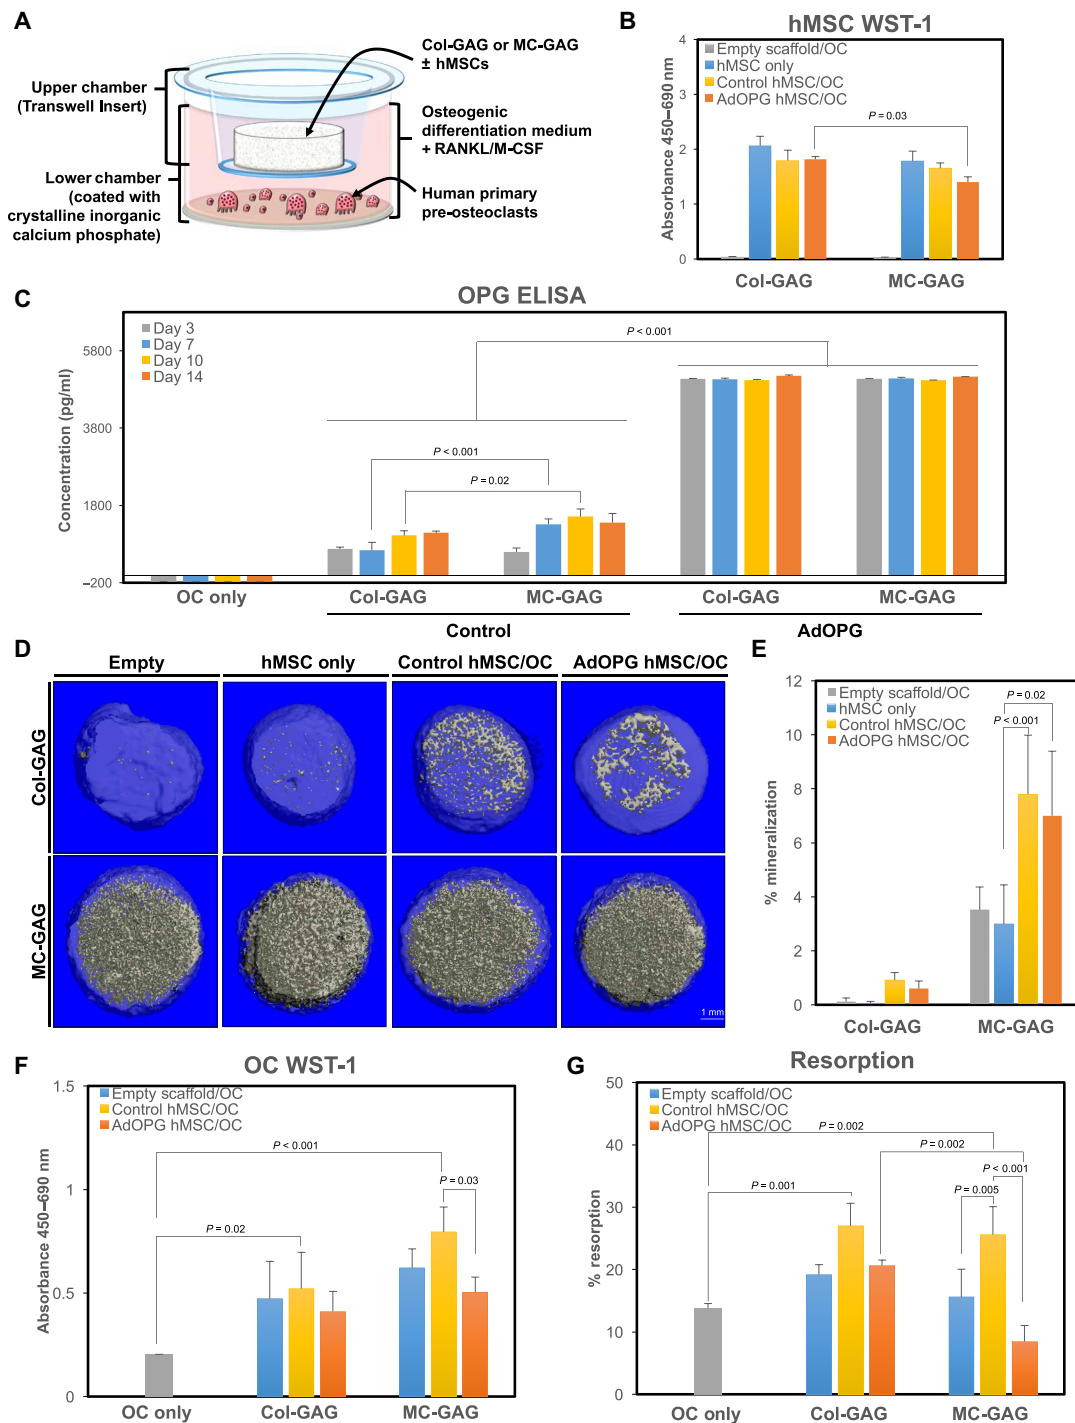 A
Col-GAG or MC-GAG
± hMSCs
Upper chamber
(Transwell Insert)
Osteogenic
differentiation medium
+ RANKL/M-CSF
Lower chamber
(coated with
crystalline inorganic
calcium phosphate)
Human primary
pre-osteoclasts
B
hMSC WST-1
Absorbance 450–690 nm
4
3
2
1
0
Empty scaffold/OC
hMSC only
Control hMSC/OC
AdOPG hMSC/OC
P = 0.03
Col-GAG
MC-GAG
C
OPG ELISA
Concentration (pg/ml)
5800
3800
1800
–200
Day 3
Day 7
Day 10
Day 14
P < 0.001
P < 0.001
P = 0.02
OC only
Col-GAG
MC-GAG
Col-GAG
MC-GAG
Control
AdOPG
D
Empty
hMSC only
Control hMSC/OC
AdOPG hMSC/OC
Col-GAG
MC-GAG
1 mm
E
% mineralization
12
10
8
6
4
2
0
Empty scaffold/OC
hMSC only
Control hMSC/OC
AdOPG hMSC/OC
P = 0.02
P < 0.001
Col-GAG
MC-GAG
F
OC WST-1
Absorbance 450–690 nm
1.5
1
0.5
0
Empty scaffold/OC
Control hMSC/OC
AdOPG hMSC/OC
P < 0.001
P = 0.03
P = 0.02
OC only
Col-GAG
MC-GAG
G
Resorption
% resorption
50
40
30
20
10
0
Empty scaffold/OC
Control hMSC/OC
AdOPG hMSC/OC
P = 0.002
P = 0.002
P < 0.001
P = 0.001
P = 0.005
OC only
Col-GAG
MC-GAG